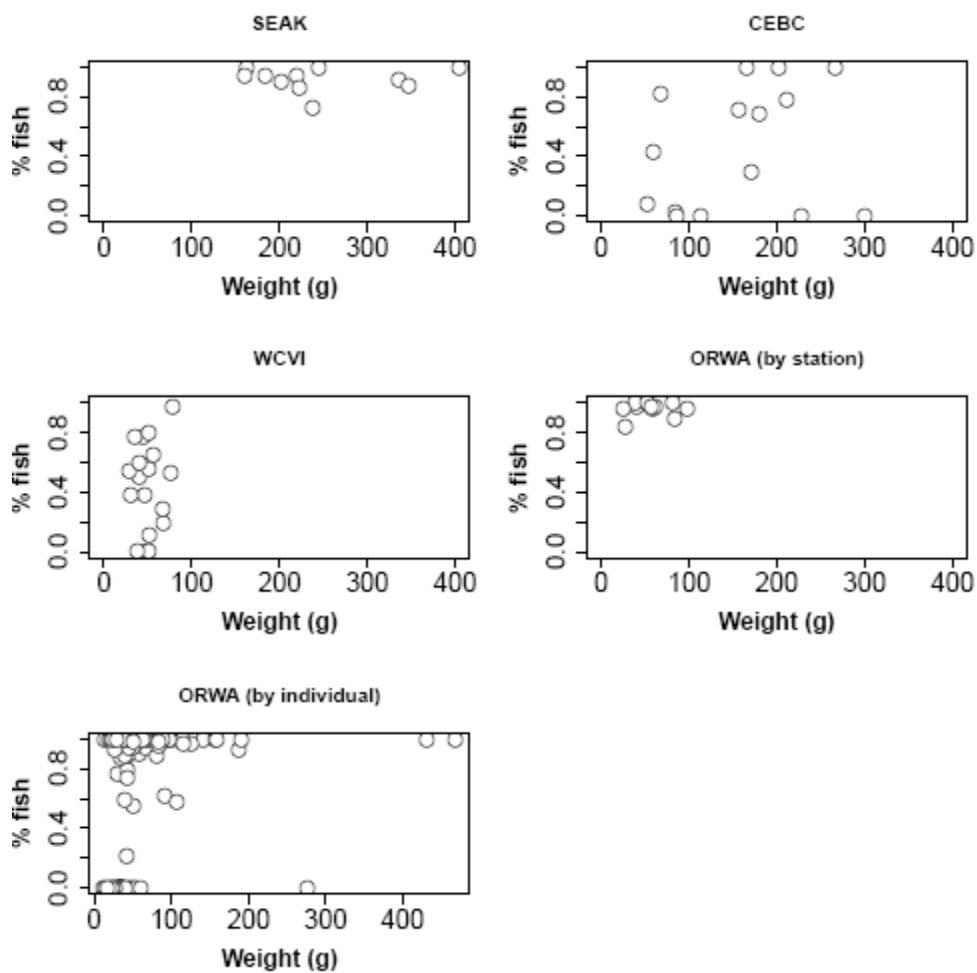 SEAK
% fish
0.0 0.4 0.8
0 100 200 300 400
Weight (g)
CEBC
% fish
0.0 0.4 0.8
0 100 200 300 400
Weight (g)
WCVI
% fish
0.0 0.4 0.8
0 100 200 300 400
Weight (g)
ORWA (by station)
% fish
0.0 0.4 0.8
0 100 200 300 400
Weight (g)
ORWA (by individual)
% fish
0.0 0.4 0.8
0 100 200 300 400
Weight (g)